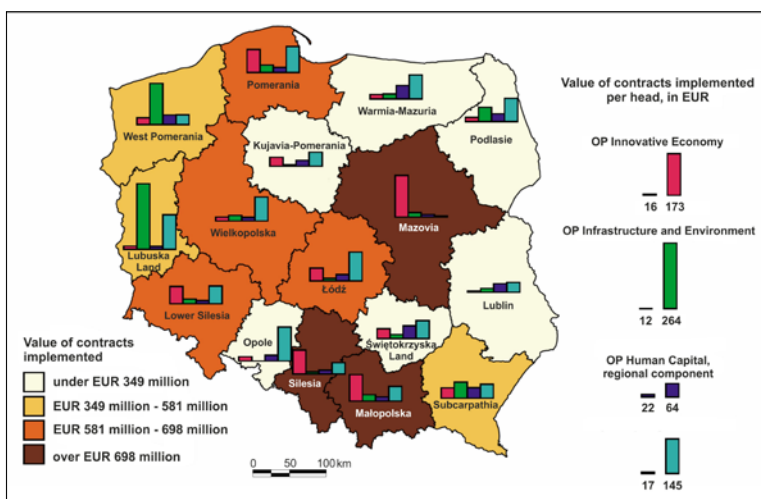 Pomerania
West Pomerania
Warmia-Mazuria
Podlasie
Kujavia-Pomerania
Mazovia
Wielkopolska
Lubuska
Land
Łódź
Lublin
Lower Silesia
Opole
Świętokrzyska
Land
Silesia
Małopolska
Subcarpathia
Value of contracts
implemented
under EUR 349 million
EUR 349 million - 581 million
EUR 581 million - 698 million
over EUR 698 million
0 50 100 km
Value of contracts implemented
per head, in EUR
OP Innovative Economy
16 173
OP Infrastructure and Environment
12 264
OP Human Capital,
regional component
22 64
17 145